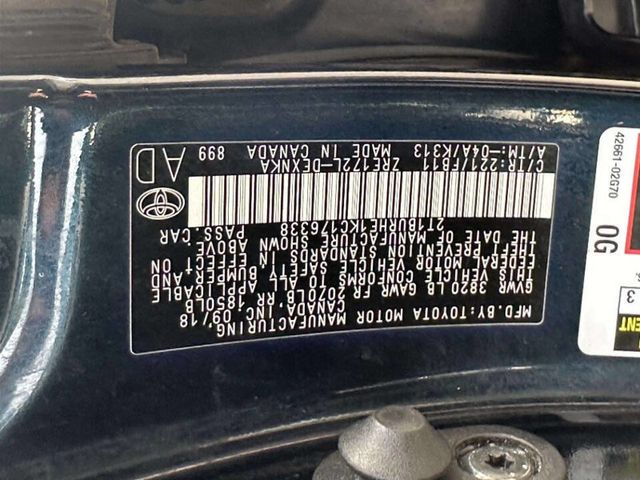 MFD.BY:TOYOTA MOTOR MANUFACTURING
CANADA INC. 09/18
GVWR 3820 LB GAWR FR 2070LB RR 1850LB
THIS VEHICLE CONFORMS TO ALL APPLICABLE
FEDERAL MOTOR VEHICLE SAFETY, BUMPER, AND
THEFT PREVENTION STANDARDS IN EFFECT ON
THE DATE OF MANUFACTURE SHOWN ABOVE.
2T1BURHE1KC176338 PASS.CAR
C/TR:221/FB11 ZRE172L-DEXNKA
A/TM:-04A/K313 MADE IN CANADA 899
AD
42661-02G70
0G
3
ENT